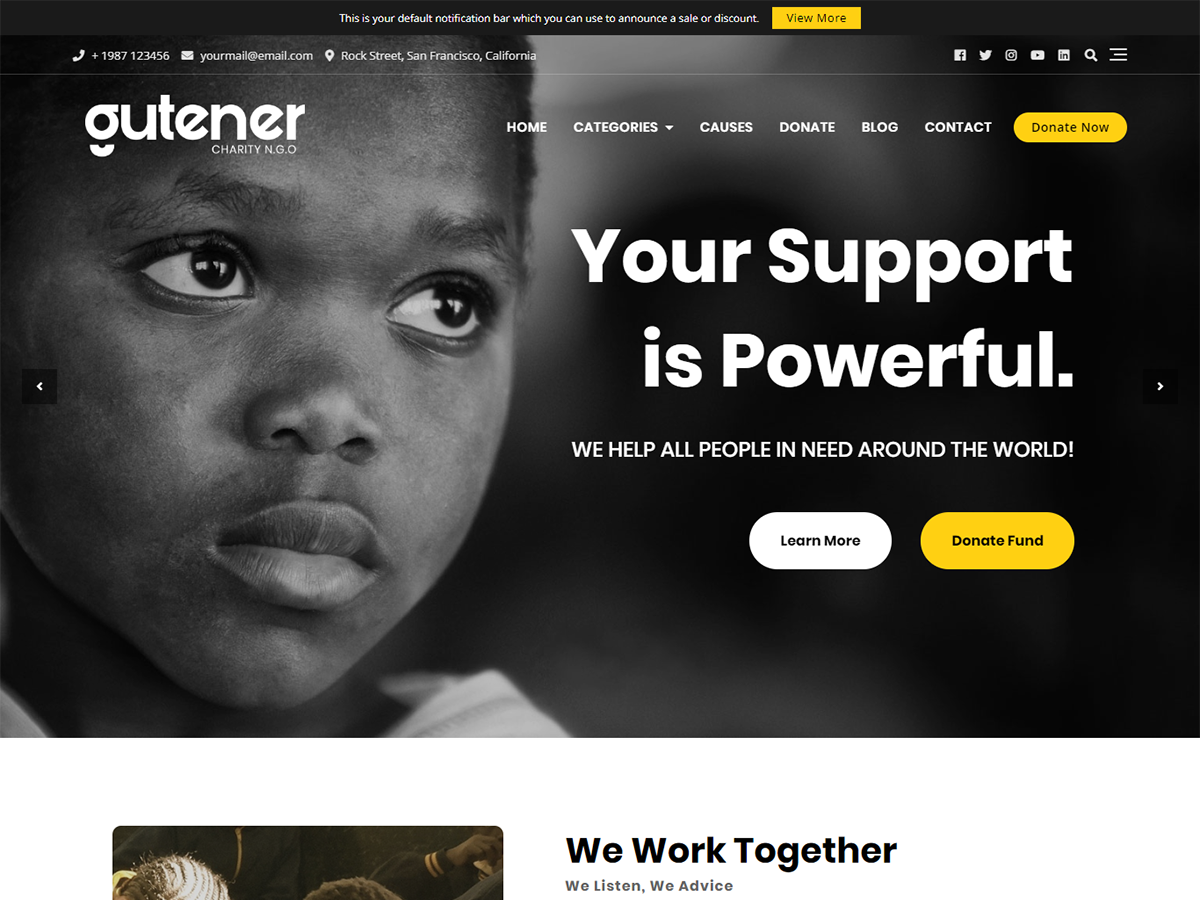 This is your default notification bar which you can use to announce a sale or discount. View More
+ 1987 123456 yourmail@email.com Rock Street, San Francisco, California
gutener
CHARITY N.G.O
HOME CATEGORIES CAUSES DONATE BLOG CONTACT Donate Now
Your Support
is Powerful.
WE HELP ALL PEOPLE IN NEED AROUND THE WORLD!
Learn More Donate Fund
We Work Together
We Listen, We Advice